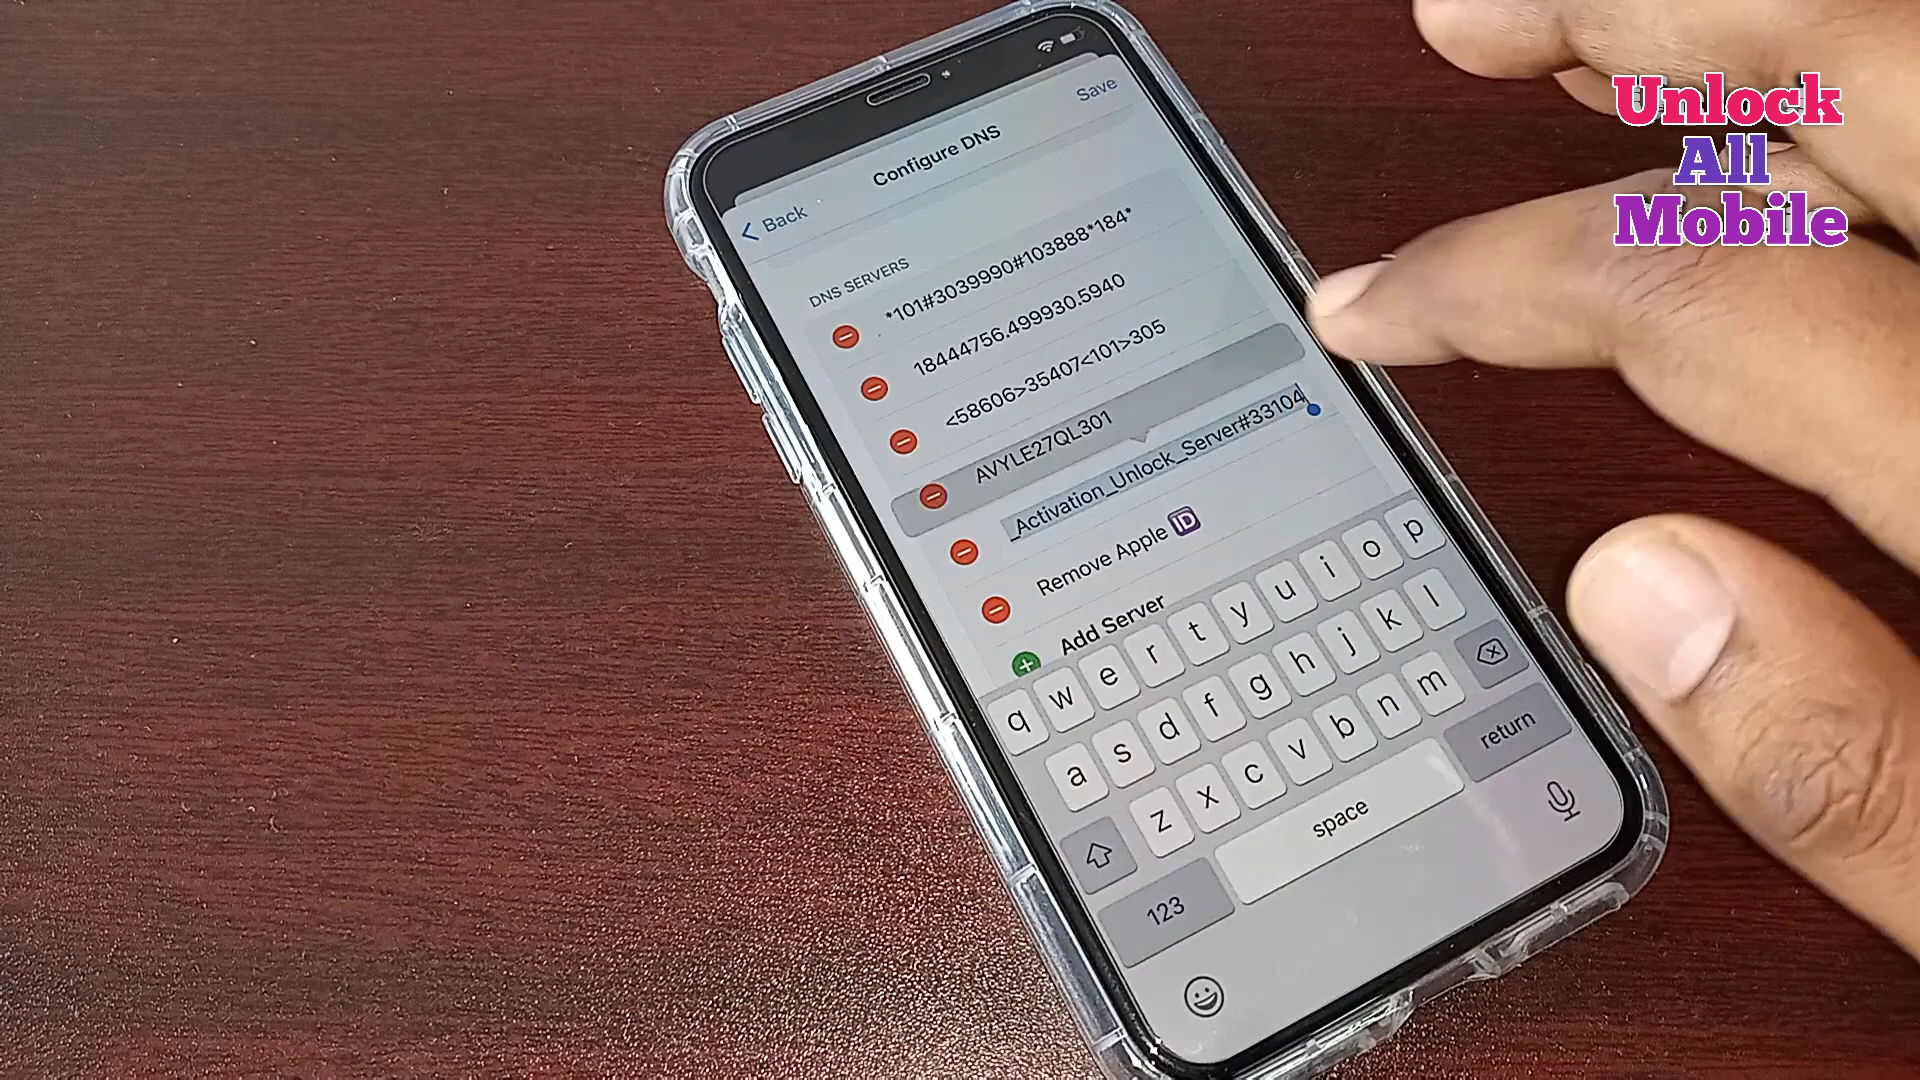 Unlock
All
Mobile
Save
Configure DNS
Back
DNS SERVERS
*101#3039990#103888*184*
18444756.499930.5940
<58606>35407<101>305
AVYLE27QL301
_Activation_Unlock_Server#33104
Remove Apple 🆔
Add Server
q w e r t y u i o p
a s d f g h j k l
z x c v b n m
123 space return